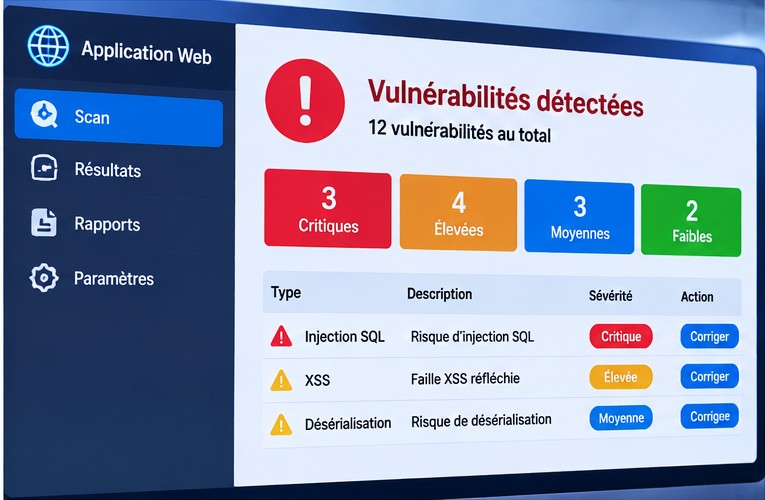 Application Web
Scan
Résultats
Rapports
Paramètres
Vulnérabilités détectées
12 vulnérabilités au total
3
Critiques
4
Élevées
3
Moyennes
2
Faibles
Type Description Sévérité Action
Injection SQL Risque d'injection SQL Critique Corriger
XSS Faille XSS réfléchie Élevée Corriger
Désérialisation Risque de désérialisation Moyenne Corrigee